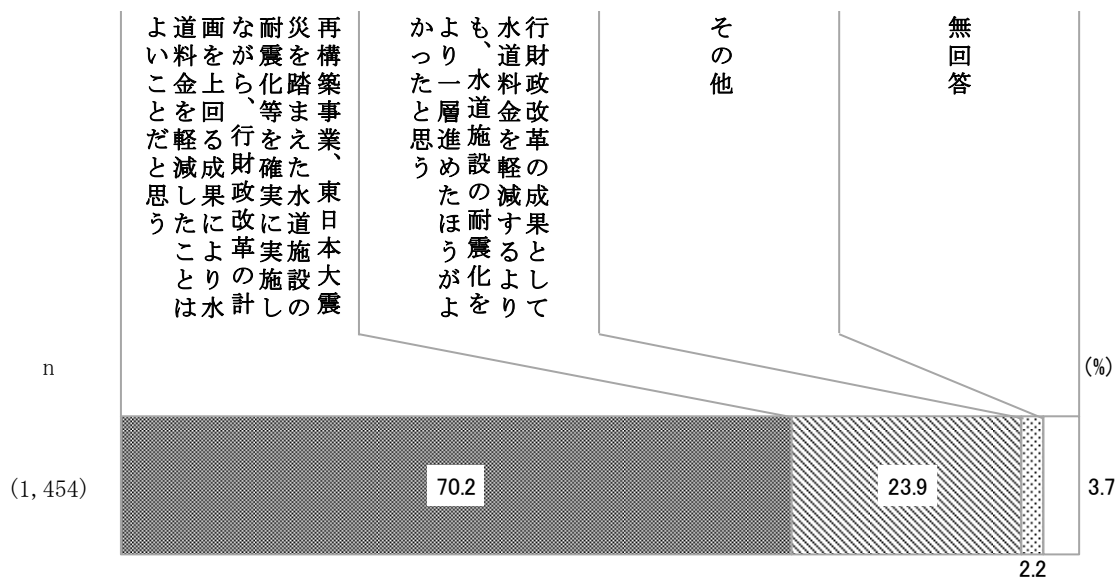 再構築事業、東日本大震
災を踏まえた水道施設の
耐震化等を確実に実施し
ながら、行財政改革の計
画を上回る成果により水
道料金を軽減したことは
よいことだと思う
行財政改革の成果として
水道料金を軽減するより
も、水道施設の耐震化を
より一層進めたほうがよ
かったと思う
その他
無回答
n
(%)
(1,454)
70.2
23.9
2.2
3.7